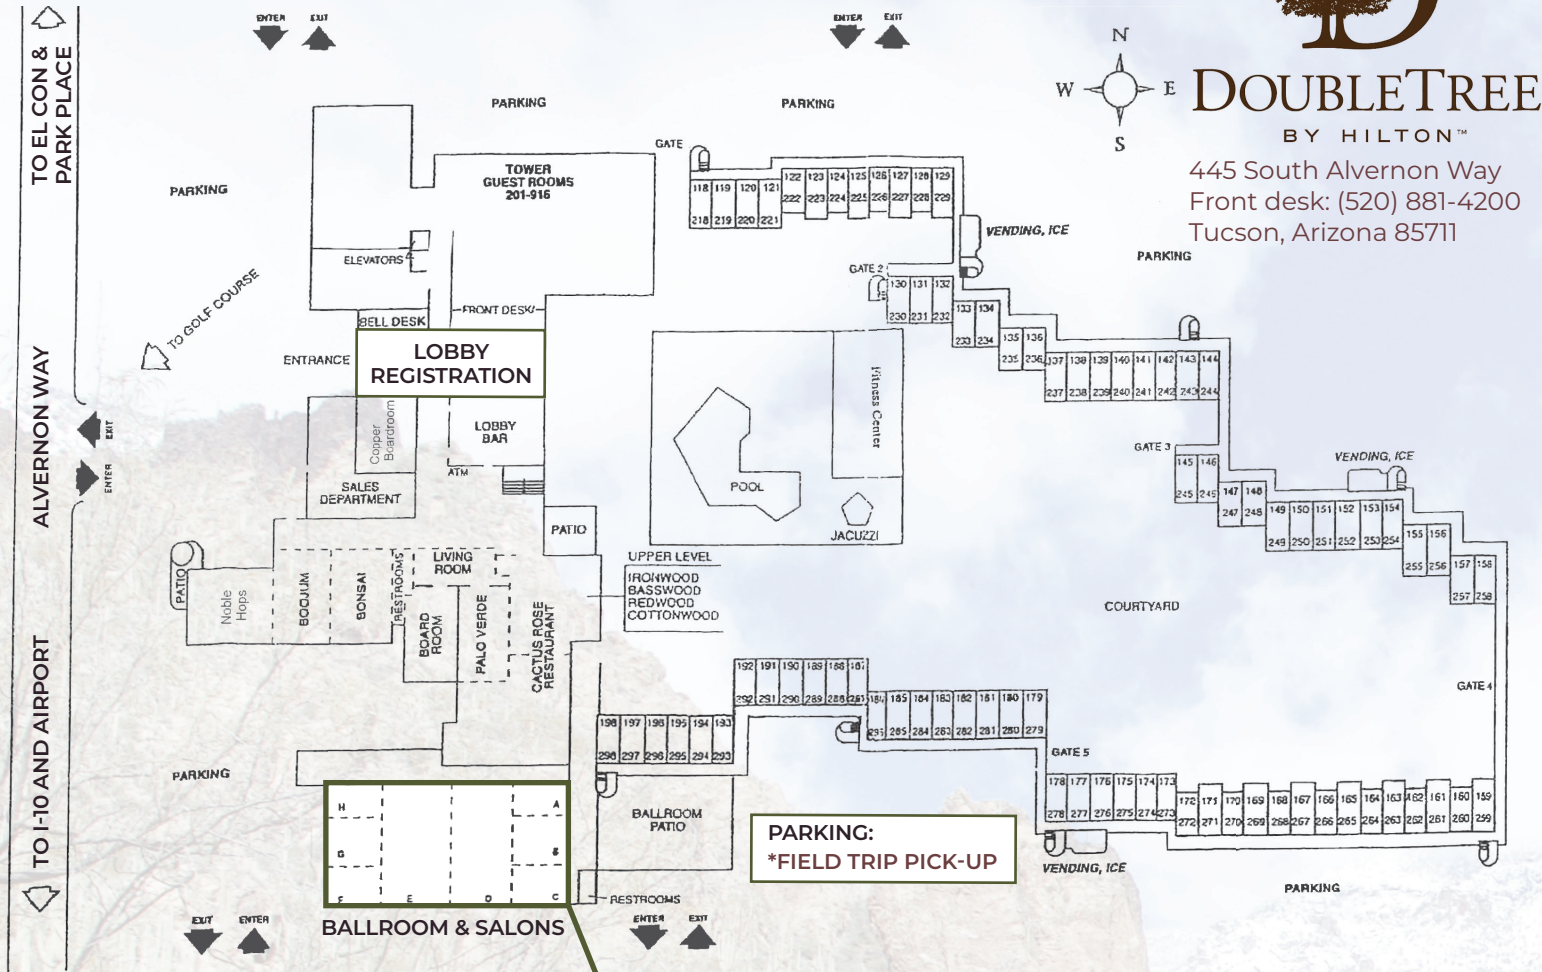 TO EL CON &
PARK PLACE
ALVERNON WAY
TO I-10 AND AIRPORT
ENTER
EXIT
ENTER
EXIT
N
W
E
S
DOUBLETREE
BY HILTON™
445 South Alvernon Way
Front desk: (520) 881-4200
Tucson, Arizona 85711
PARKING
PARKING
PARKING
PARKING
TOWER
GUEST ROOMS
201-916
ELEVATORS
TO GOLF COURSE
BELL DESK
FRONT DESK
ENTRANCE
LOBBY
REGISTRATION
Copper
Boardroom
LOBBY
BAR
ATM
SALES
DEPARTMENT
EXIT
ENTER
GATE
118 119 120 121 122 123 124 125 126 127 128 129
218 219 220 221 222 223 224 225 226 227 228 229
VENDING, ICE
GATE 2
130 131 132 133 134 135 136 137 138 139 140 141 142 143 144
230 231 232 233 234 235 236 237 238 239 240 241 242 243 244
Fitness Center
POOL
JACUZZI
GATE 3
145 146 147 148 149 150 151 152 153 154 155 156 157 158
245 246 247 248 249 250 251 252 253 254 255 256 257 258
VENDING, ICE
PATIO
PATIO
Noble
Hops
BOOJUM
BONSAI
RESTROOMS
LIVING
ROOM
BOARD
ROOM
PALO VERDE
CACTUS ROSE
RESTAURANT
UPPER LEVEL
IRONWOOD
BASSWOOD
REDWOOD
COTTONWOOD
COURTYARD
GATE 4
192 191 190 189 188 187
292 291 290 289 288 287
185 184 183 182 181 180 179
285 284 283 282 281 280 279
198 197 196 195 194 193
298 297 296 295 294 293
GATE 5
178 177 176 175 174 173
278 277 276 275 274 273
172 171 170 169 168 167 166 165 164 163 162 161 160 159
272 271 270 269 268 267 266 265 264 263 262 261 260 259
PARKING
BALLROOM
PATIO
PARKING:
*FIELD TRIP PICK-UP
VENDING, ICE
PARKING
H
A
G
B
F
E
D
C
RESTROOMS
BALLROOM & SALONS
EXIT
ENTER
ENTER
EXIT